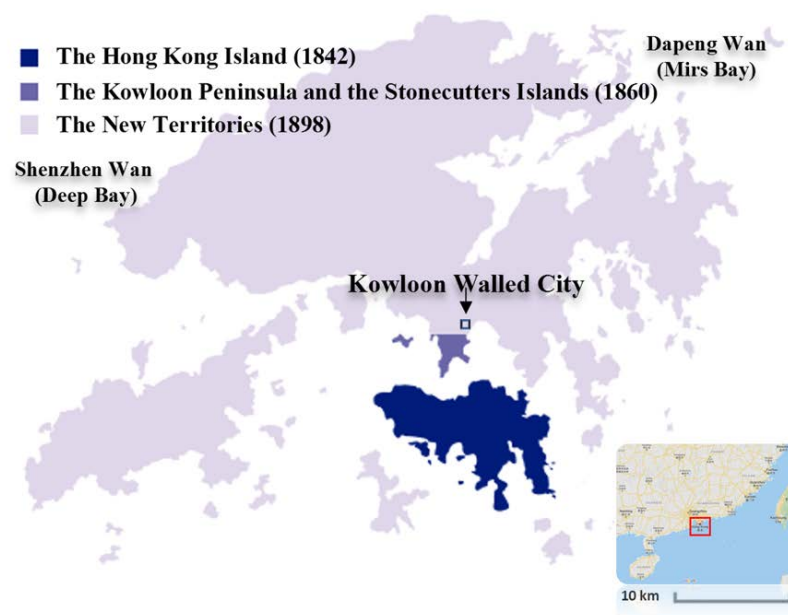 The Hong Kong Island (1842)
The Kowloon Peninsula and the Stonecutters Islands (1860)
The New Territories (1898)
Dapeng Wan
(Mirs Bay)
Shenzhen Wan
(Deep Bay)
Kowloon Walled City
10 km